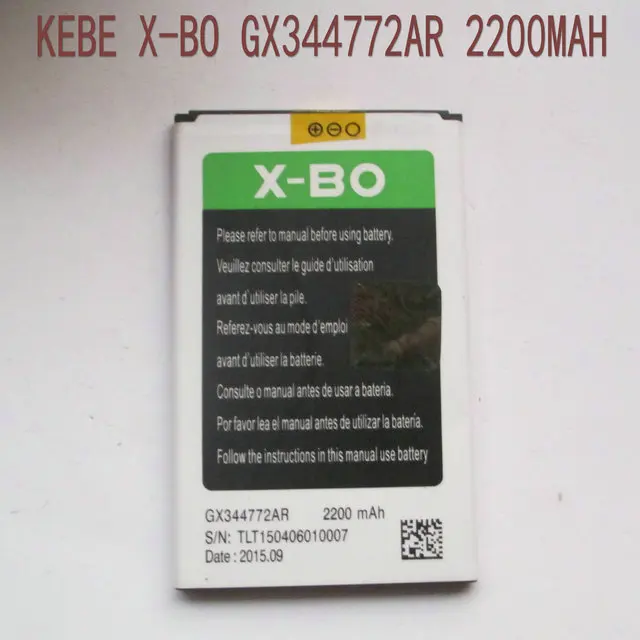 KEBE X-BO GX344772AR 2200MAH
X-BO
Please refer to manual before using battery.
Veuillez consulter le guide d'utilisation
avant d'utiliser la pile.
Referez-vous au mode d'emploi
avant d'utiliser la batterie.
Consulte o manual antes de usar a bateria.
Por favor lea el manual antes de utilizar la batería.
Follow the instructions in this manual use battery
GX344772AR 2200 mAh
S/N: TLT150406010007
Date : 2015.09